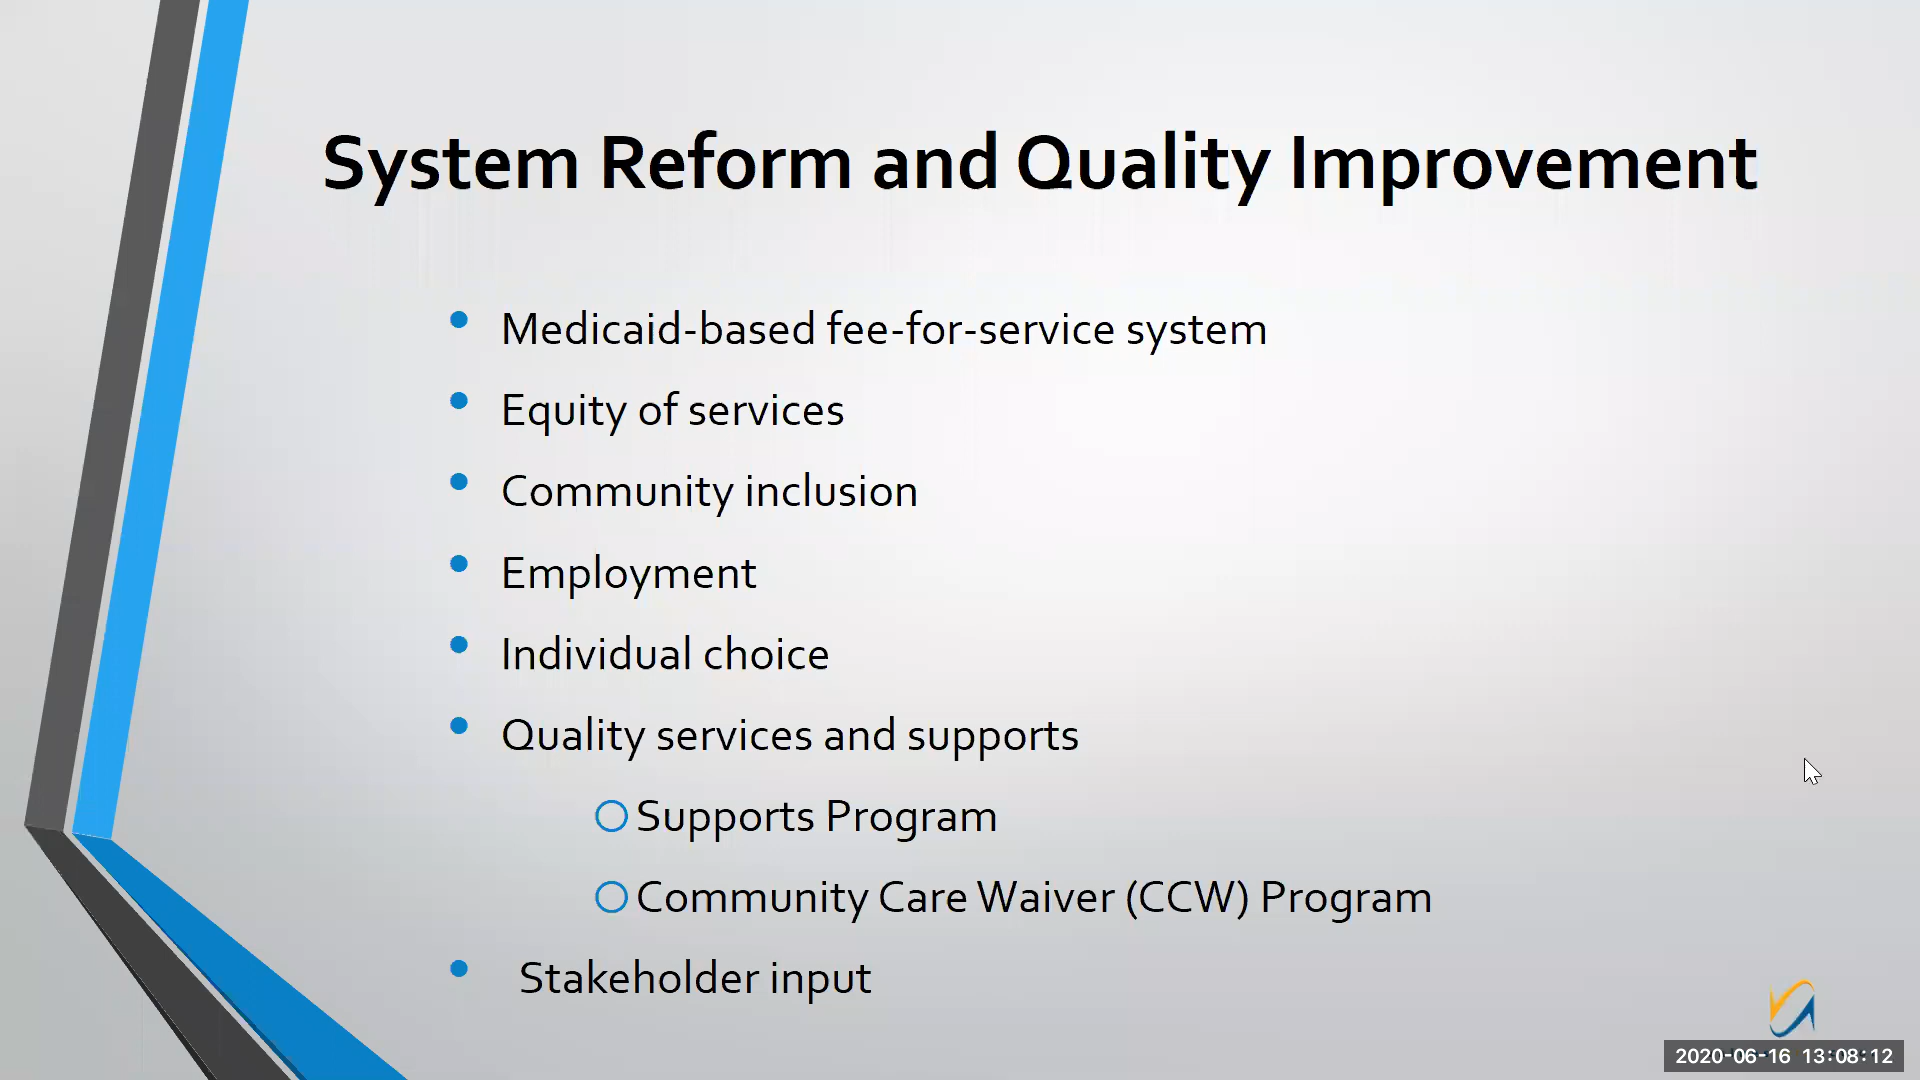 System Reform and Quality Improvement
• Medicaid-based fee-for-service system
• Equity of services
• Community inclusion
• Employment
• Individual choice
• Quality services and supports
○ Supports Program
○ Community Care Waiver (CCW) Program
• Stakeholder input
2020-06-16 13:08:12